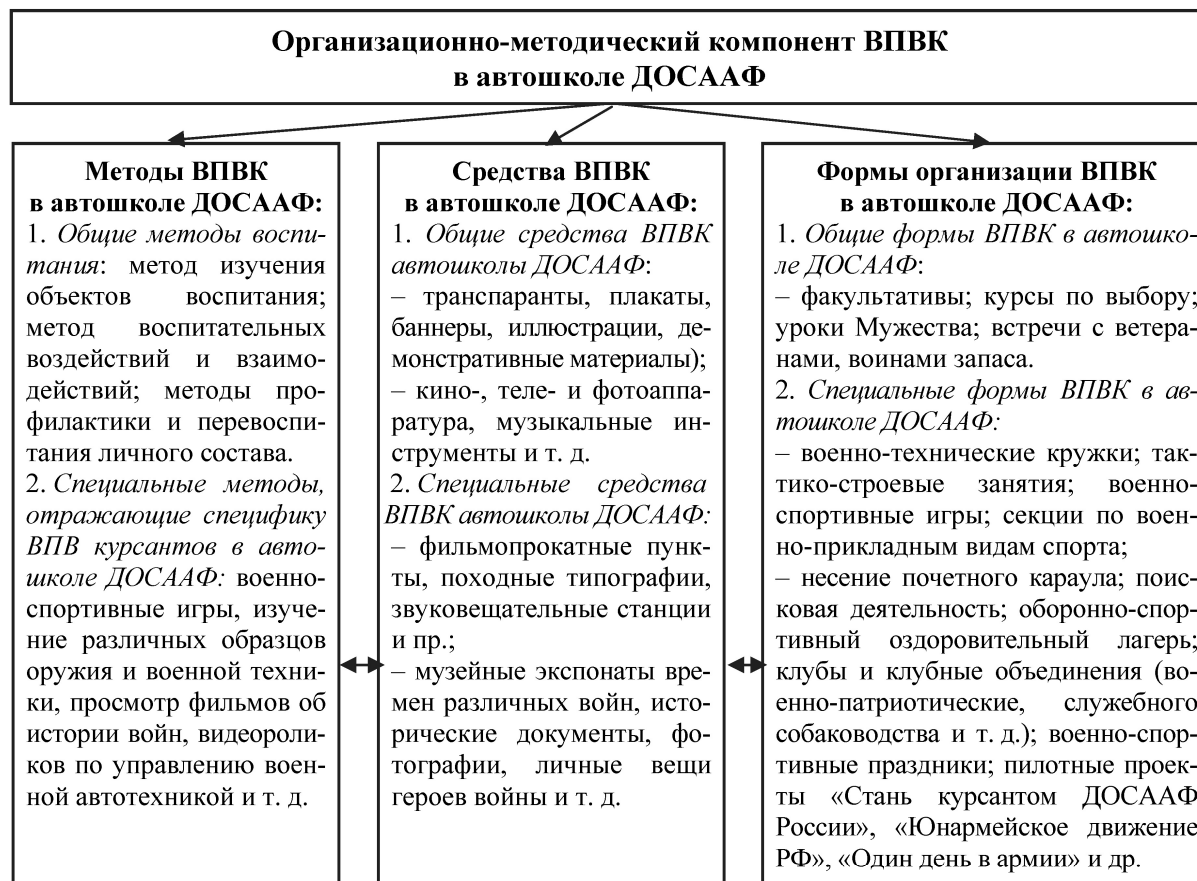 Организационно-методический компонент ВПВК
в автошколе ДОСААФ
Методы ВПВК
в автошколе ДОСААФ:
1. Общие методы воспи-
тания: метод изучения
объектов воспитания;
метод воспитательных
воздействий и взаимо-
действий; методы про-
филактики и перевоспи-
тания личного состава.
2. Специальные методы,
отражающие специфику
ВПВ курсантов в авто-
школе ДОСААФ: военно-
спортивные игры, изуче-
ние различных образцов
оружия и военной техни-
ки, просмотр фильмов об
истории войн, видеороли-
ков по управлению воен-
ной автотехникой и т. д.
Средства ВПВК
в автошколе ДОСААФ:
1. Общие средства ВПВК
автошколы ДОСААФ:
– транспаранты, плакаты,
баннеры, иллюстрации, де-
монстративные материалы);
– кино-, теле- и фотоаппа-
ратура, музыкальные ин-
струменты и т. д.
2. Специальные средства
ВПВК автошколы ДОСААФ:
– фильмопрокатные пунк-
ты, походные типографии,
звуковещательные станции
и пр.;
– музейные экспонаты вре-
мен различных войн, исто-
рические документы, фо-
тографии, личные вещи
героев войны и т. д.
Формы организации ВПВК
в автошколе ДОСААФ:
1. Общие формы ВПВК в автошко-
ле ДОСААФ:
– факультативы; курсы по выбору;
уроки Мужества; встречи с ветера-
нами, воинами запаса.
2. Специальные формы ВПВК в ав-
тошколе ДОСААФ:
– военно-технические кружки; так-
тико-строевые занятия; военно-
спортивные игры; секции по воен-
но-прикладным видам спорта;
– несение почетного караула; поис-
ковая деятельность; оборонно-спор-
тивный оздоровительный лагерь;
клубы и клубные объединения (во-
енно-патриотические, служебного
собаководства и т. д.); военно-спор-
тивные праздники; пилотные проек-
ты «Стань курсантом ДОСААФ
России», «Юнармейское движение
РФ», «Один день в армии» и др.